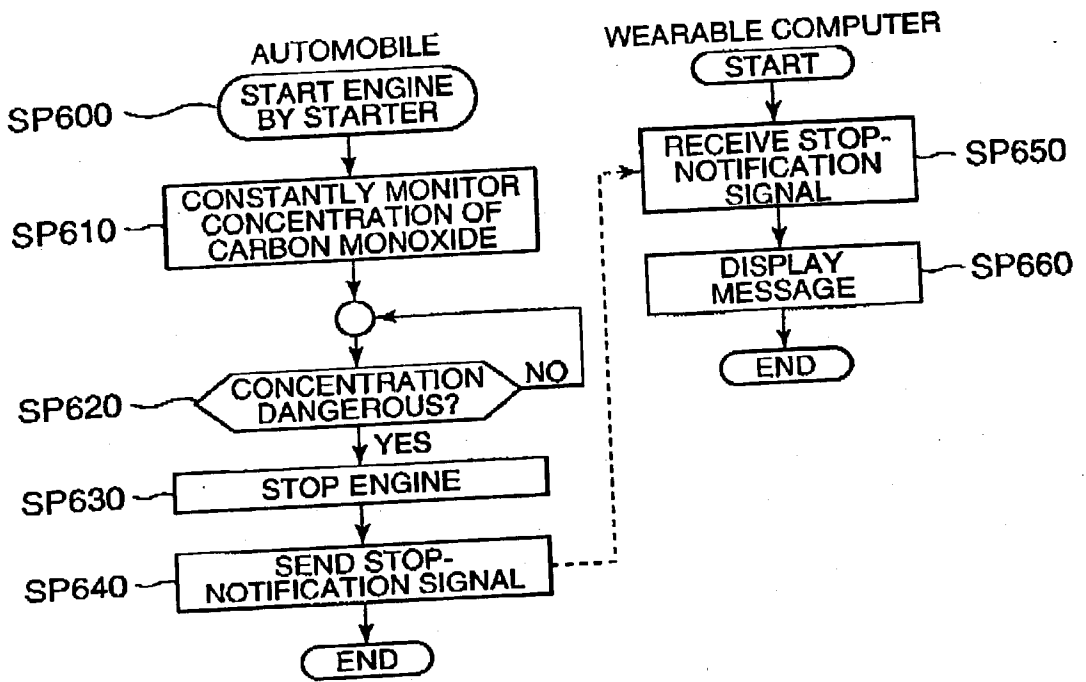 AUTOMOBILE
SP600
START ENGINE
BY STARTER
SP610
CONSTANTLY MONITOR
CONCENTRATION OF
CARBON MONOXIDE
SP620
CONCENTRATION
DANGEROUS?
NO
YES
SP630
STOP ENGINE
SP640
SEND STOP-
NOTIFICATION SIGNAL
END
WEARABLE COMPUTER
START
RECEIVE STOP-
NOTIFICATION
SIGNAL
SP650
DISPLAY
MESSAGE
SP660
END